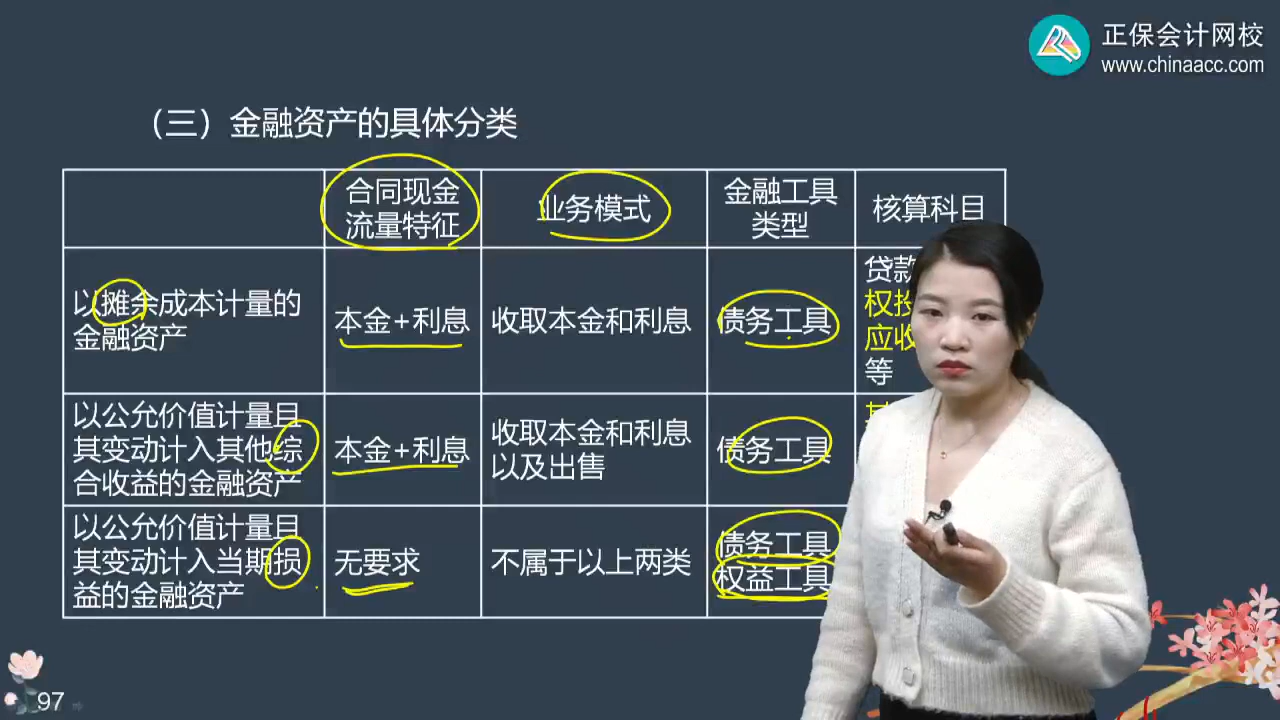 正保会计网校
www.chinaacc.com
（三）金融资产的具体分类
合同现金
流量特征
业务模式
金融工具
类型
核算科目
以摊余成本计量的
金融资产
本金+利息
收取本金和利息
债务工具
贷款
权投
应收
等
以公允价值计量且
其变动计入其他综
合收益的金融资产
本金+利息
收取本金和利息
以及出售
债务工具
以公允价值计量且
其变动计入当期损
益的金融资产
无要求
不属于以上两类
债务工具
权益工具
97